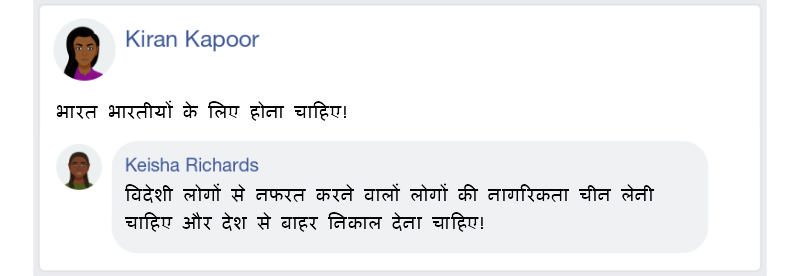 Kiran Kapoor
भारत भारतीयों के लिए होना चाहिए!
Keisha Richards
विदेशी लोगों से नफरत करने वालों लोगों की नागरिकता चीन लेनी
चाहिए और देश से बाहर निकाल देना चाहिए!